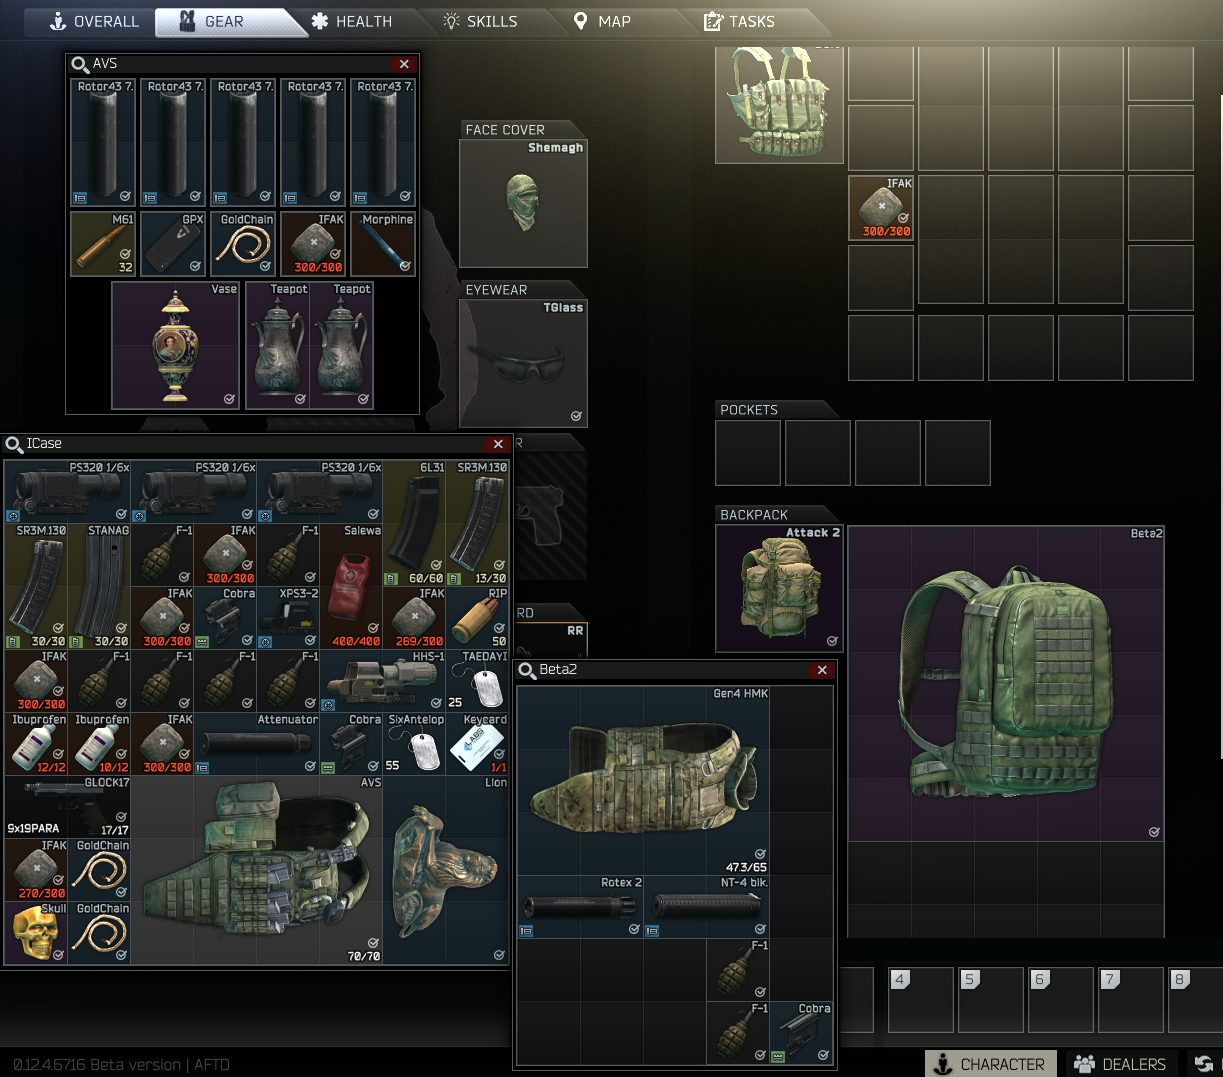 OVERALL
GEAR
HEALTH
SKILLS
MAP
TASKS
AVS
Rotor43 7. Rotor43 7. Rotor43 7. Rotor43 7. Rotor43 7.
M61 GPX GoldChain IFAK Morphine
32 300/300
Vase Teapot Teapot
FACE COVER
Shemagh
EYEWEAR
TGlass
R
RD
RR
IFAK
300/300
POCKETS
BACKPACK
Attack 2
Beta2
ICase
PS320 1/6x PS320 1/6x PS320 1/6x 6L31 SR3M.130
60/60 13/30
SR3M.130 STANAG F-1 IFAK F-1 Salewa
300/300
IFAK Cobra XPS3-2 IFAK RIP
30/30 30/30 300/300 400/400 269/300 50
IFAK F-1 F-1 F-1 HHS-1 TAEDAYI
300/300 25
Ibuprofen Ibuprofen IFAK Attenuator Cobra SixAntelop Keycard
LABS
12/12 10/12 300/300 55 1/1
GLOCK17 AVS Lion
9x19PARA 17/17
IFAK GoldChain
270/300
Skull GoldChain
70/70
Beta2
Gen4 HMK
47.3/65
Rotex 2 NT-4 blk.
F-1
F-1 Cobra
4 5 6 7 8
0.12.4.6716 Beta version | AFTD
CHARACTER
DEALERS